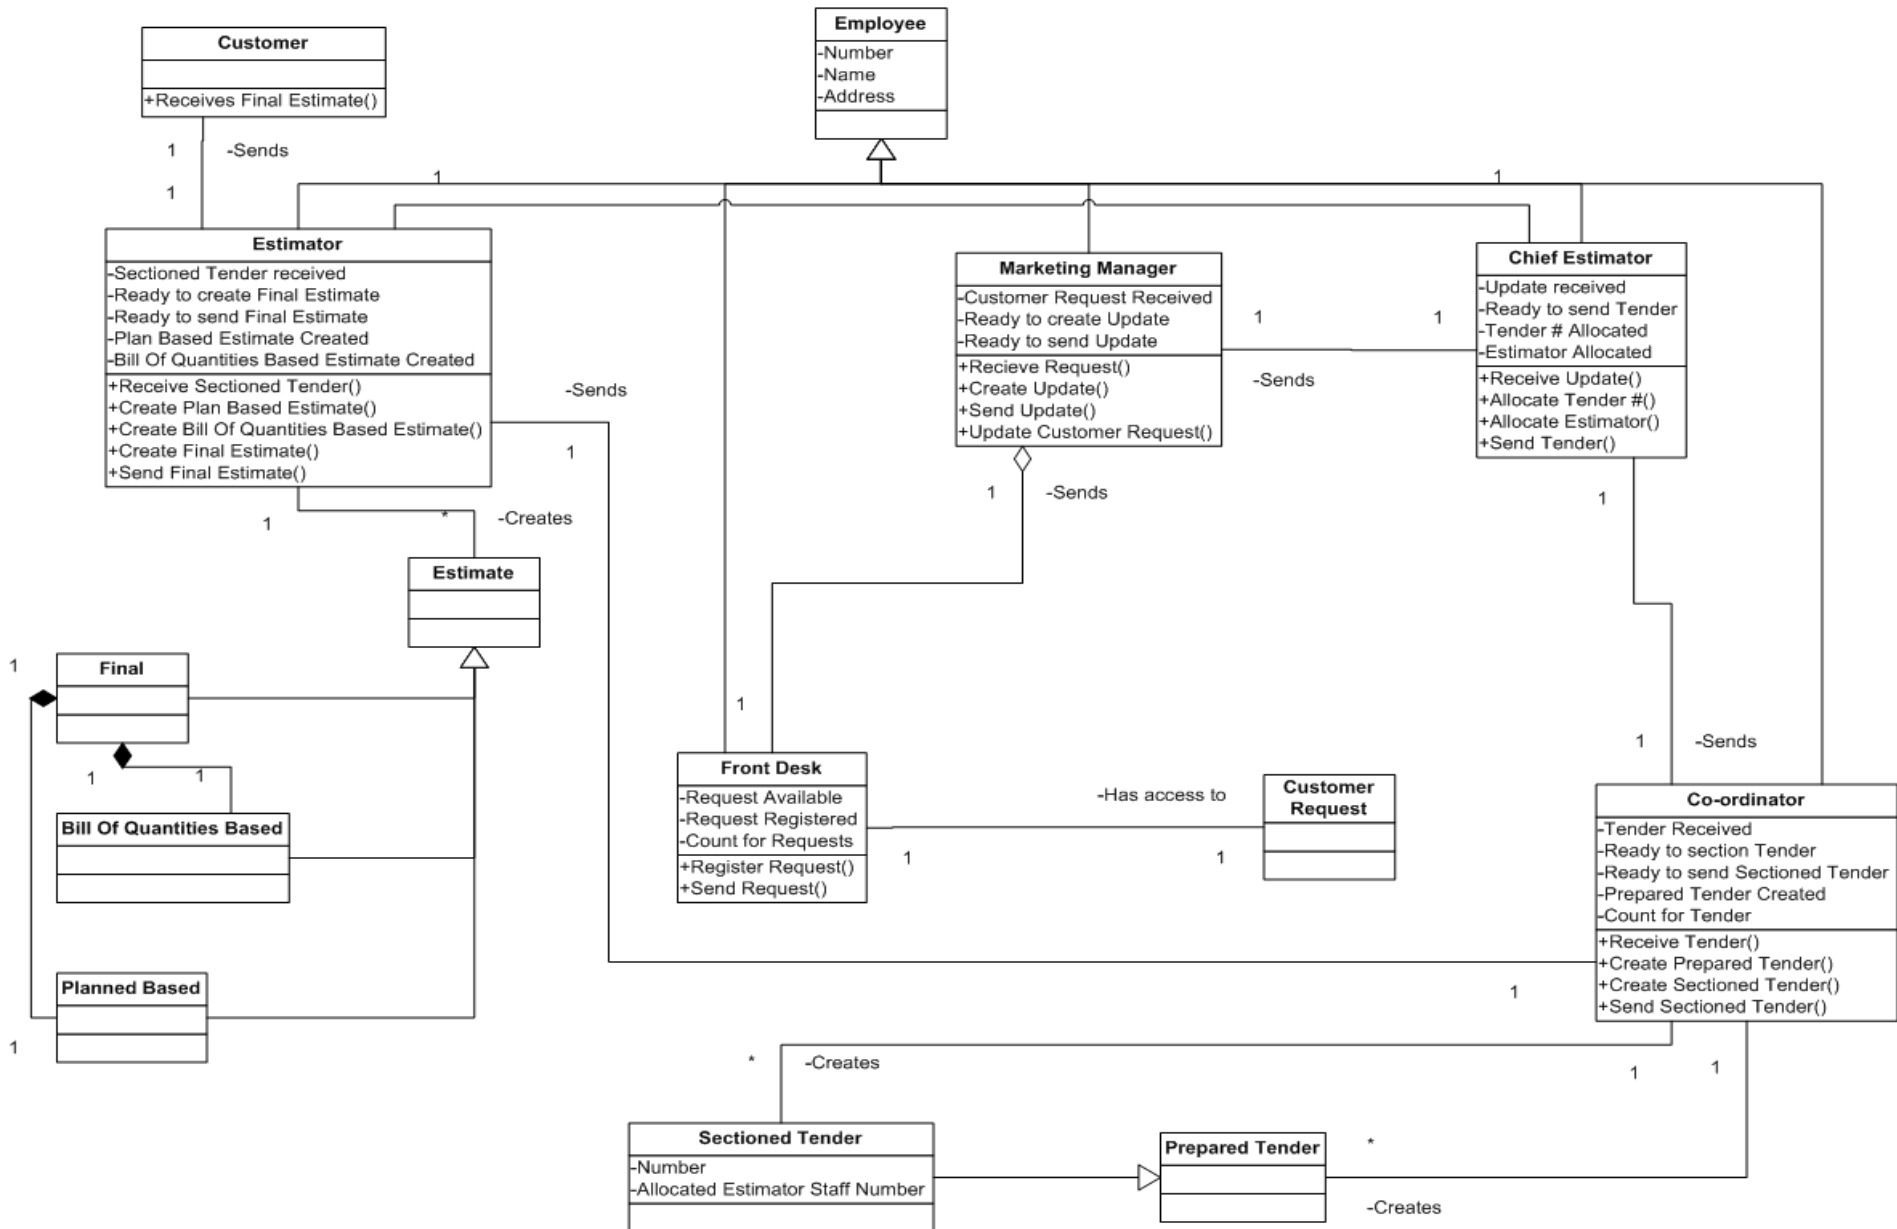 Employee
-Number
-Name
-Address
Customer
+Receives Final Estimate()
1
-Sends
1
1
1
Estimator
-Sectioned Tender received
-Ready to create Final Estimate
-Ready to send Final Estimate
-Plan Based Estimate Created
-Bill Of Quantities Based Estimate Created
+Receive Sectioned Tender()
+Create Plan Based Estimate()
+Create Bill Of Quantities Based Estimate()
+Create Final Estimate()
+Send Final Estimate()
Marketing Manager
-Customer Request Received
-Ready to create Update
-Ready to send Update
+Recieve Request()
+Create Update()
+Send Update()
+Update Customer Request()
1
1
-Sends
Chief Estimator
-Update received
-Ready to send Tender
-Tender # Allocated
-Estimator Allocated
+Receive Update()
+Allocate Tender #()
+Allocate Estimator()
+Send Tender()
-Sends
1
1
-Sends
1
1
*
-Creates
Estimate
1
Final
1
1
Bill Of Quantities Based
Planned Based
1
1
Front Desk
-Request Available
-Request Registered
-Count for Requests
+Register Request()
+Send Request()
-Has access to
1
1
Customer
Request
1
-Sends
Co-ordinator
-Tender Received
-Ready to section Tender
-Ready to send Sectioned Tender
-Prepared Tender Created
-Count for Tender
+Receive Tender()
+Create Prepared Tender()
+Create Sectioned Tender()
+Send Sectioned Tender()
1
*
-Creates
1
1
Sectioned Tender
-Number
-Allocated Estimator Staff Number
Prepared Tender
*
-Creates